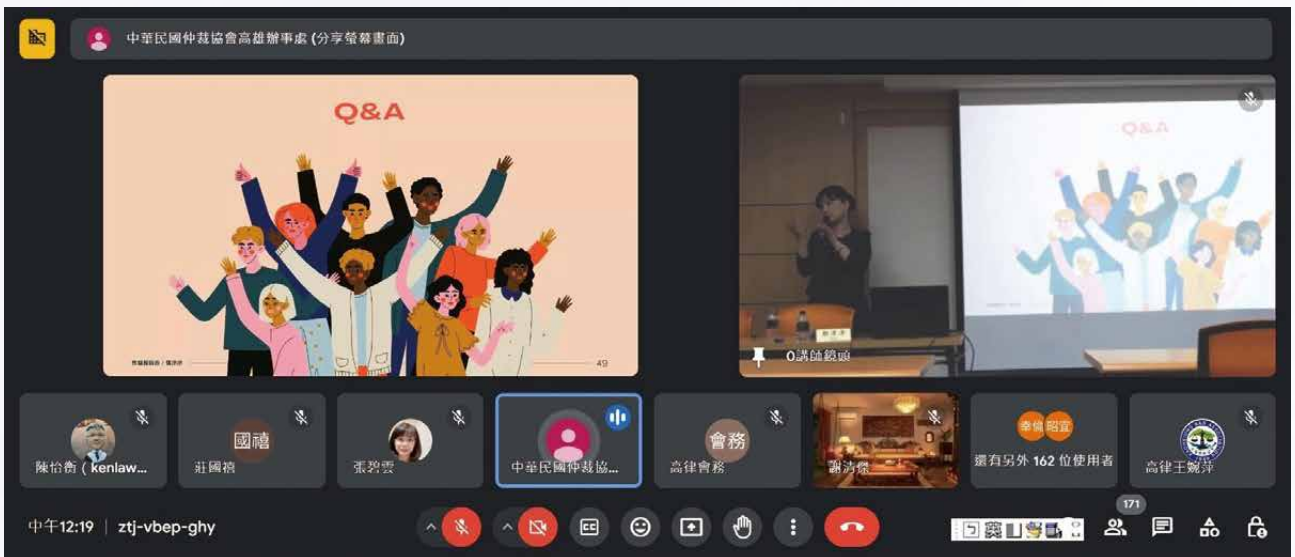 中華民國仲裁協會高雄辦事處 (分享螢幕畫面)
Q&A
49
Q&A
0講師鏡頭
陳怡衡 ( kenlaw...
國禧
莊國禧
張碧雲
中華民國仲裁協...
會務
高律會務
謝清傑
幸倫 昭宜
還有另外 162 位使用者
高律王婉萍
中午12:19 | ztj-vbep-ghy
CC
171